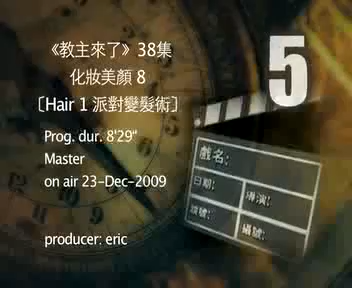 《教主來了》38集
5
化妝美顏 8
〔Hair 1 派對變髮術〕
Prog. dur. 8'29"
Master
on air 23-Dec-2009
producer: eric
戲名:
日期:
導演:
攝號: